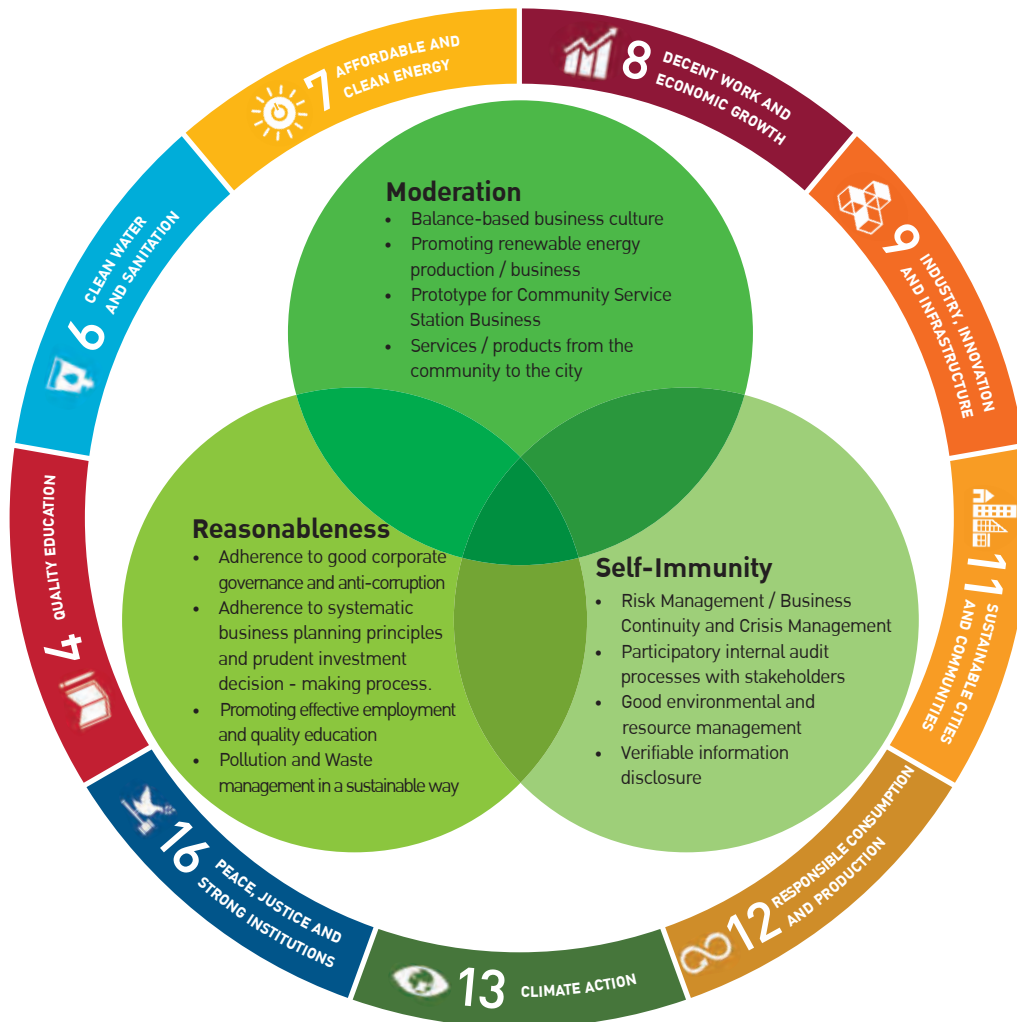 7 AFFORDABLE AND
CLEAN ENERGY
8 DECENT WORK AND
ECONOMIC GROWTH
9 INDUSTRY, INNOVATION
AND INFRASTRUCTURE
11 SUSTAINABLE CITIES
AND COMMUNITIES
12 RESPONSIBLE CONSUMPTION
AND PRODUCTION
13 CLIMATE ACTION
16 PEACE, JUSTICE AND
STRONG INSTITUTIONS
4 QUALITY EDUCATION
6 CLEAN WATER
AND SANITATION
Moderation
• Balance-based business culture
• Promoting renewable energy
production / business
• Prototype for Community Service
Station Business
• Services / products from the
community to the city
Reasonableness
• Adherence to good corporate
governance and anti-corruption
• Adherence to systematic
business planning principles
and prudent investment
decision - making process.
• Promoting effective employment
and quality education
• Pollution and Waste
management in a sustainable way
Self-Immunity
• Risk Management / Business
Continuity and Crisis Management
• Participatory internal audit
processes with stakeholders
• Good environmental and
resource management
• Verifiable information
disclosure